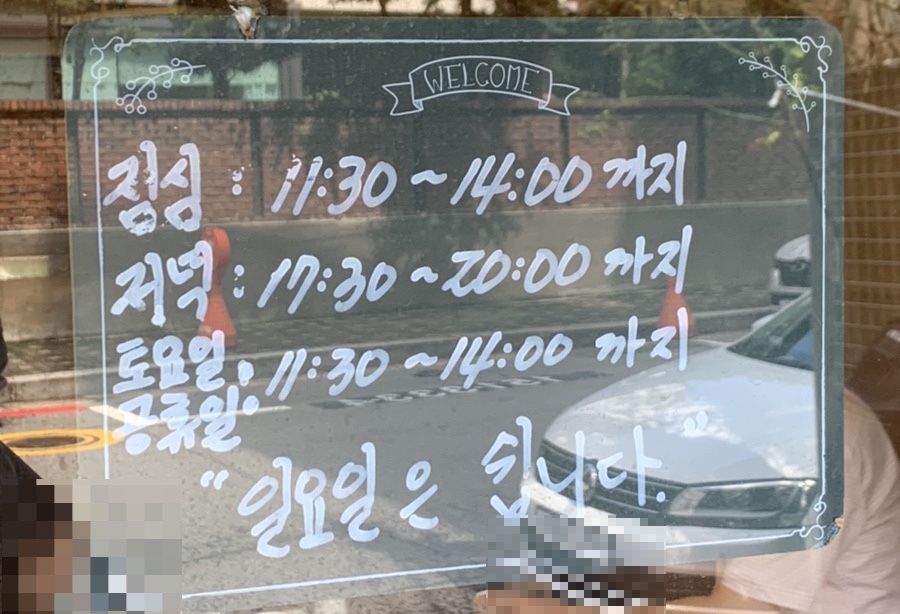 WELCOME
점심 : 11:30 ~ 14:00 까지
저녁 : 17:30 ~ 20:00 까지
토요일, : 11:30 ~ 14:00 까지
공휴일
"일요일은 쉽니다."